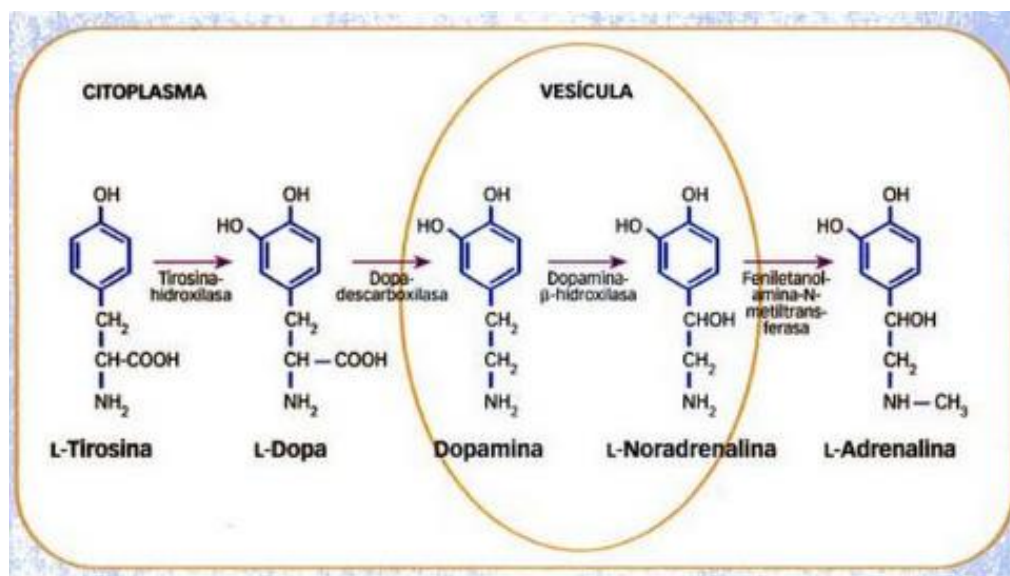 CITOPLASMA
VESÍCULA
OH
CH₂
CH-COOH
NH₂
L-Tirosina
Tirosina-
hidroxilasa
OH
HO
CH₂
CH — COOH
NH₂
L-Dopa
Dopa-
descarboxilasa
OH
HO
CH₂
CH₂
NH₂
Dopamina
Dopamina-
β-hidroxilasa
OH
HO
CHOH
CH₂
NH₂
L-Noradrenalina
Feniletanol-
amina-N-
metiltrans-
ferasa
OH
HO
CHOH
CH₂
NH — CH₃
L-Adrenalina